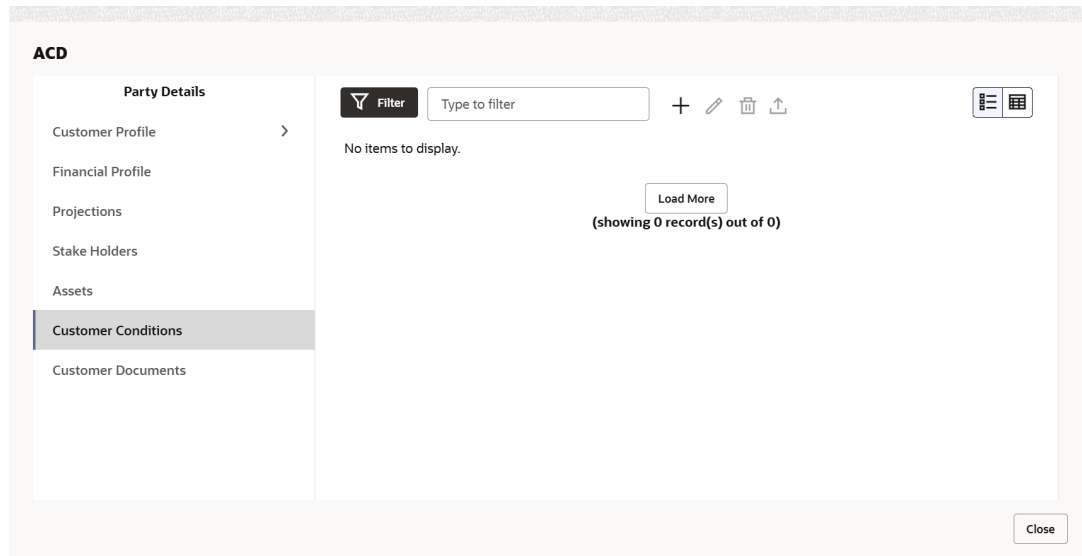 ACD
Party Details
Customer Profile
Financial Profile
Projections
Stake Holders
Assets
Customer Conditions
Customer Documents
Filter
Type to filter
No items to display.
Load More
(showing 0 record(s) out of 0)
Close